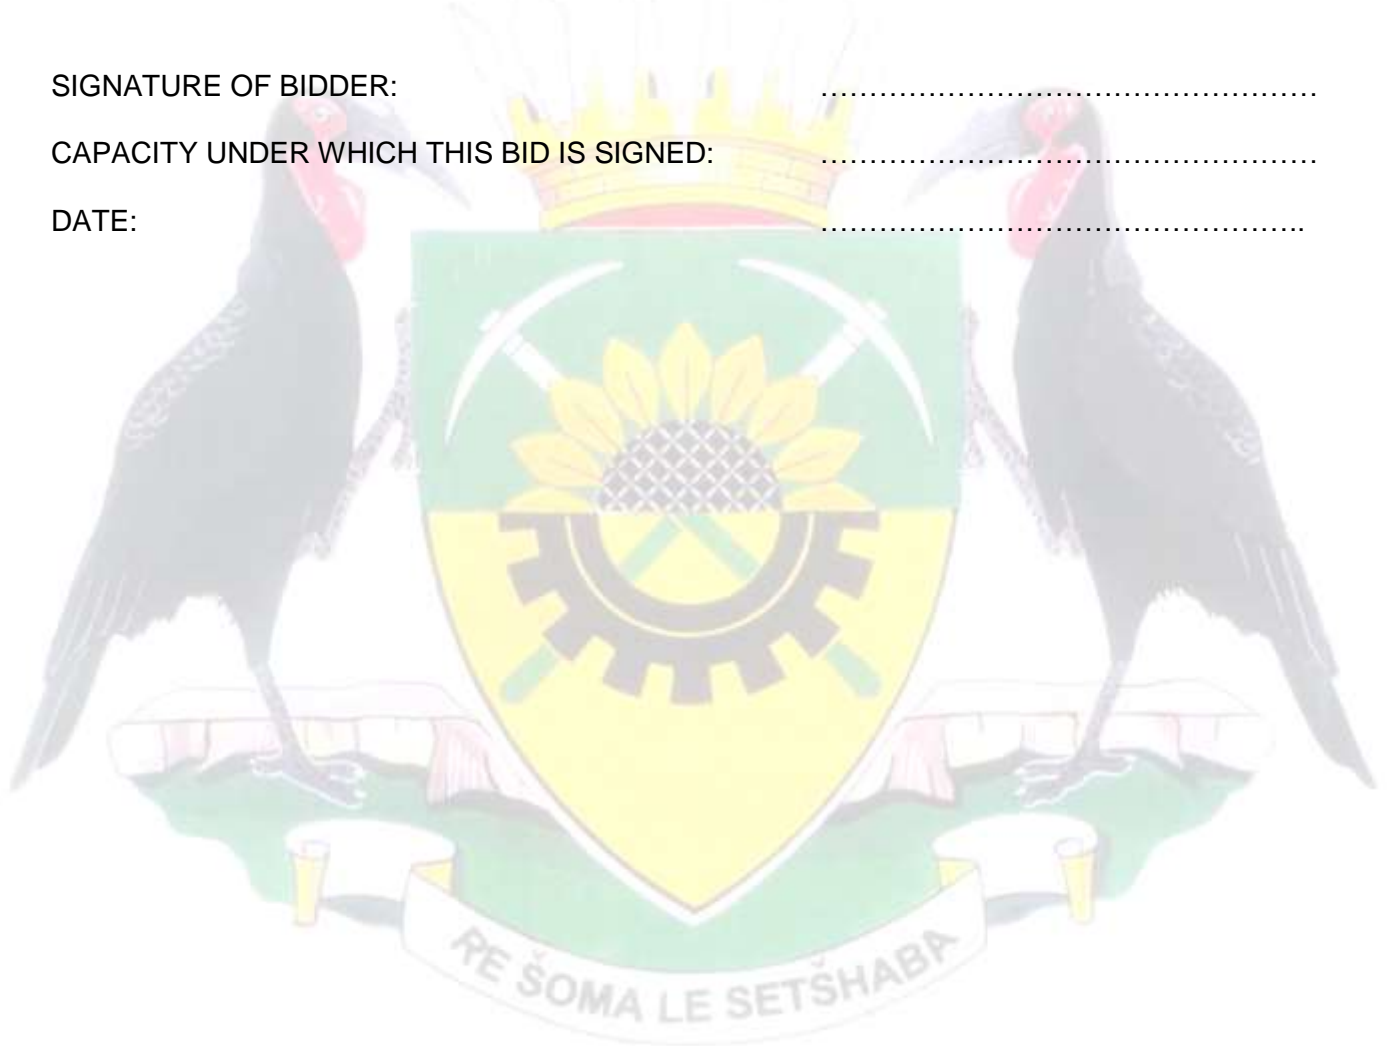 SIGNATURE OF BIDDER: ……………………………………………
CAPACITY UNDER WHICH THIS BID IS SIGNED: ……………………………………………
DATE: …………………………………………..
RE ŠOMA LE SETŠHABA